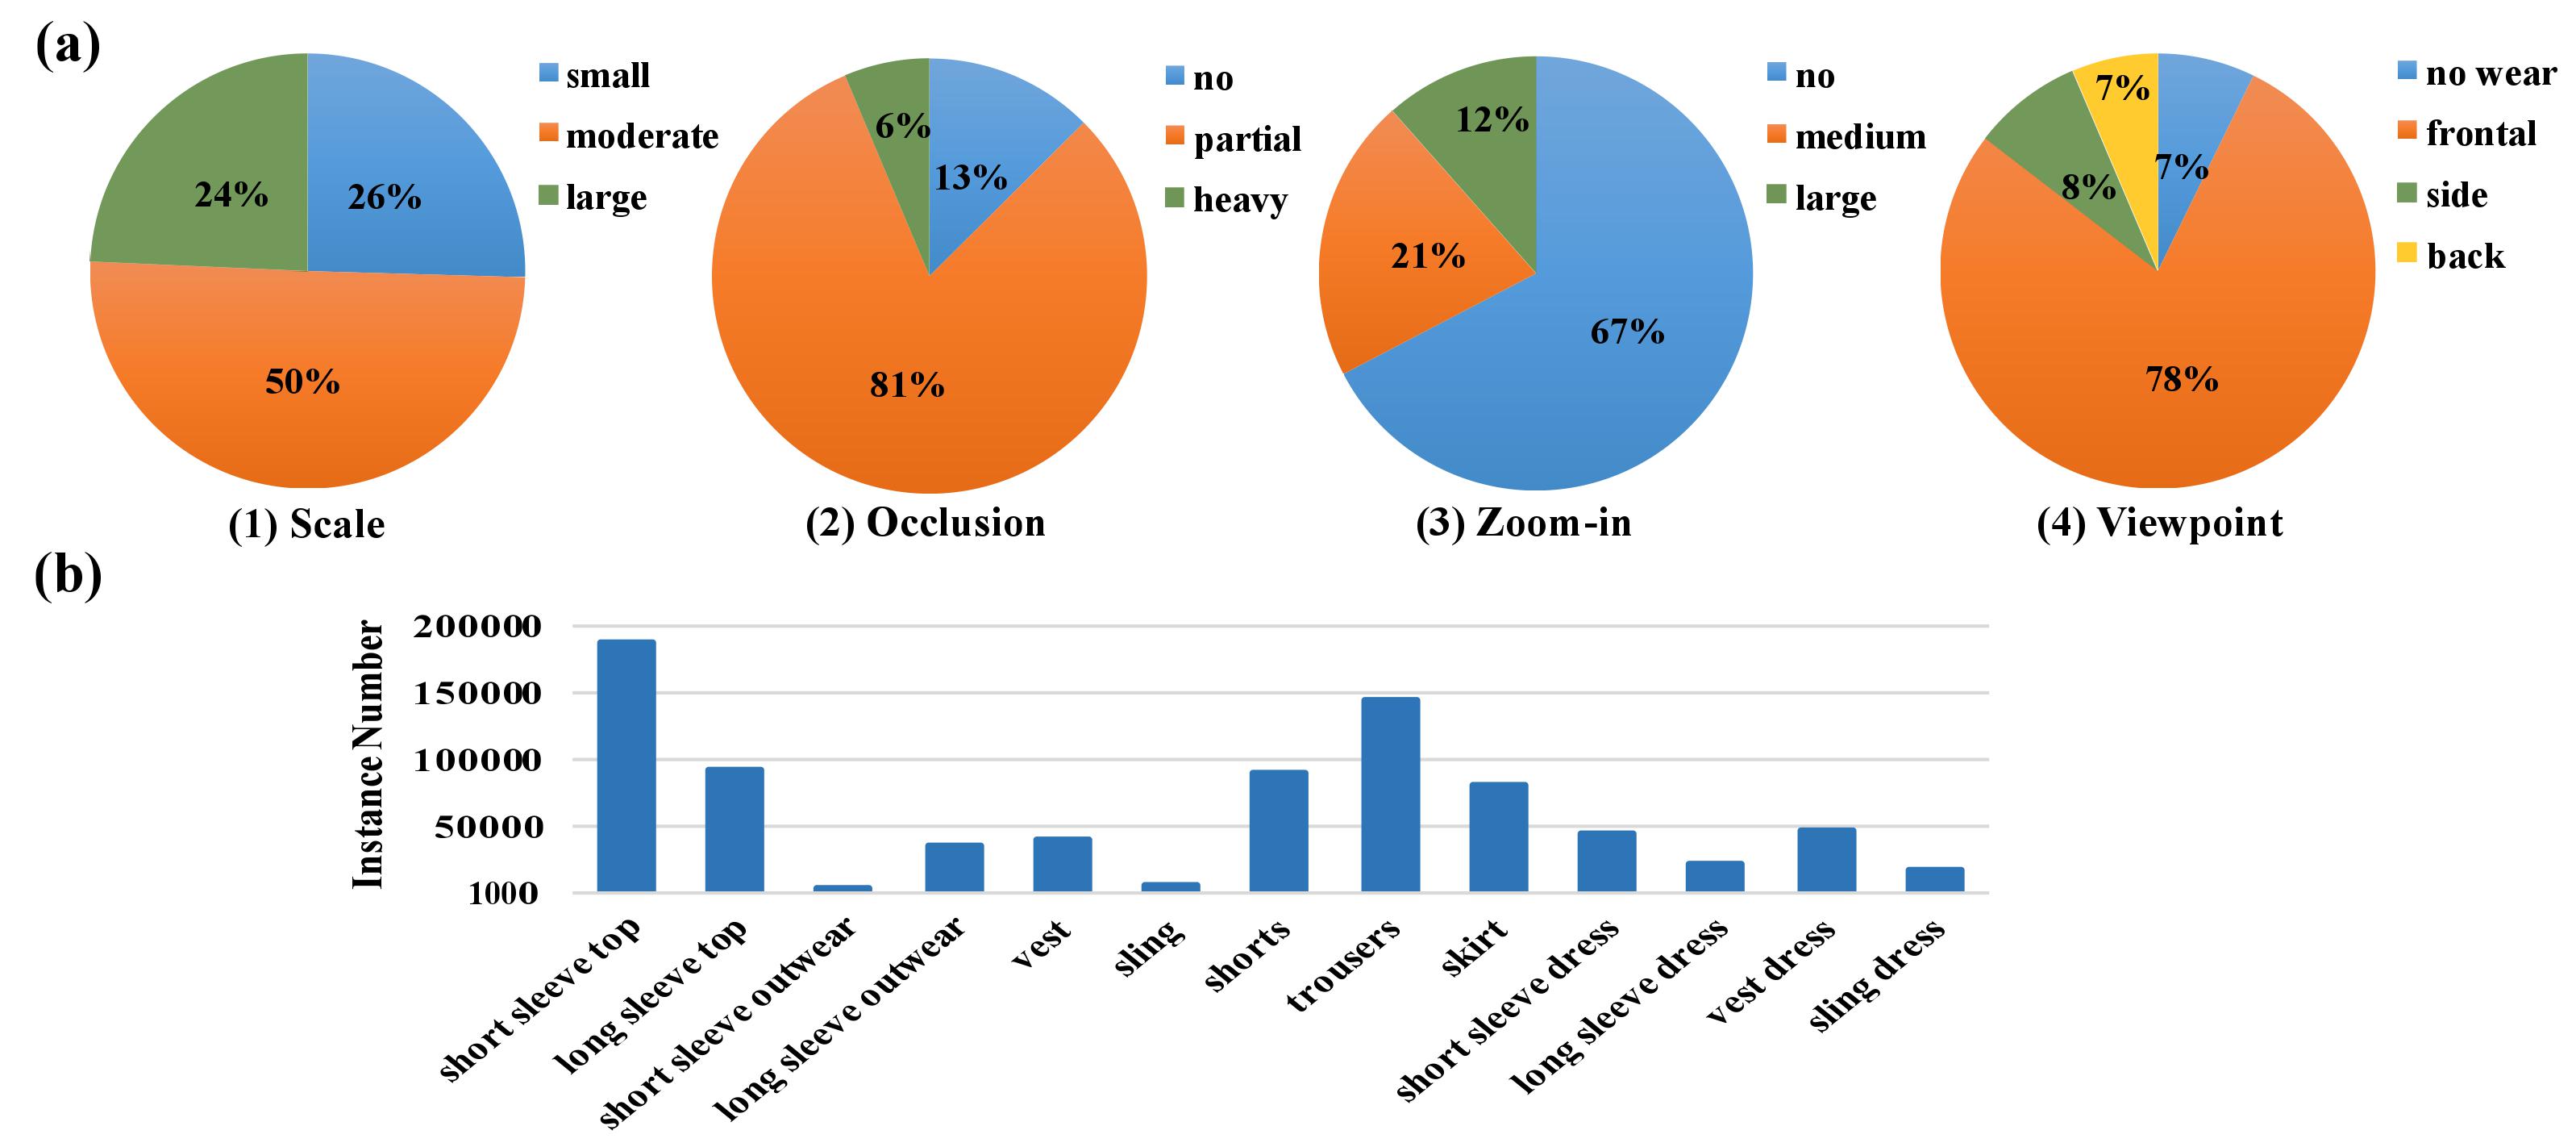 (a)
24%
26%
50%
small
moderate
large
(1) Scale
6%
13%
81%
no
partial
heavy
(2) Occlusion
12%
21%
67%
no
medium
large
(3) Zoom-in
7%
7%
8%
78%
no wear
frontal
side
back
(4) Viewpoint
(b)
Instance Number
200000
150000
100000
50000
1000
short sleeve top
long sleeve top
short sleeve outwear
long sleeve outwear
vest
sling
shorts
trousers
skirt
short sleeve dress
long sleeve dress
vest dress
sling dress